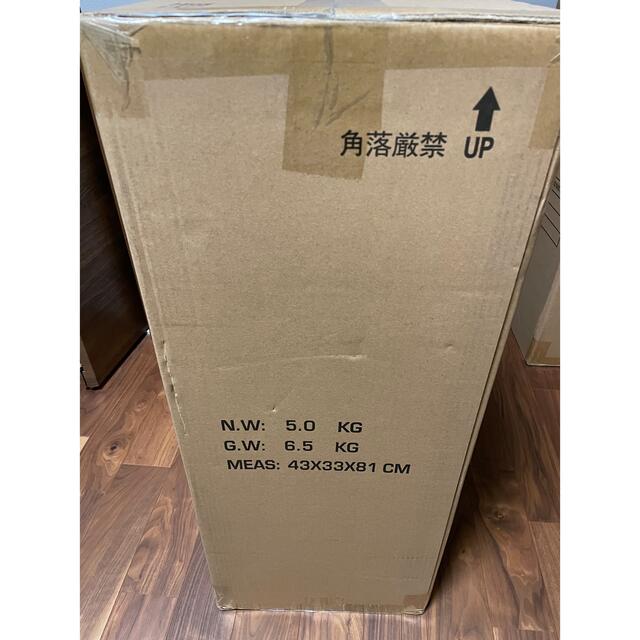 角落厳禁 UP
N.W: 5.0 KG
G.W: 6.5 KG
MEAS: 43X33X81 CM